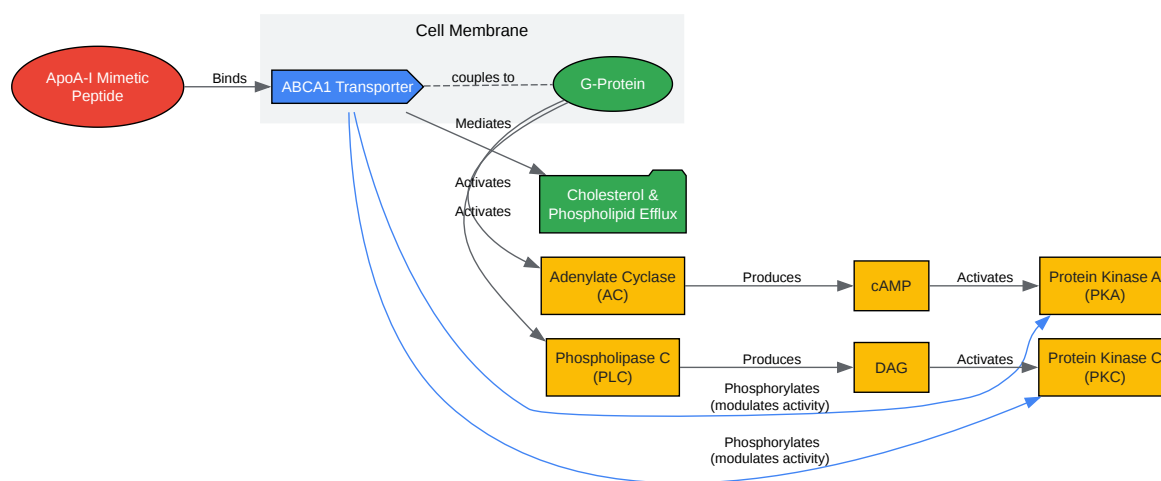 Cell Membrane
ApoA-I Mimetic
Peptide
Binds
ABCA1 Transporter
couples to
G-Protein
Mediates
Activates
Activates
Cholesterol &
Phospholipid Efflux
Adenylate Cyclase
(AC)
Produces
cAMP
Activates
Protein Kinase A
(PKA)
Phospholipase C
(PLC)
Produces
DAG
Activates
Protein Kinase C
(PKC)
Phosphorylates
(modulates activity)
Phosphorylates
(modulates activity)